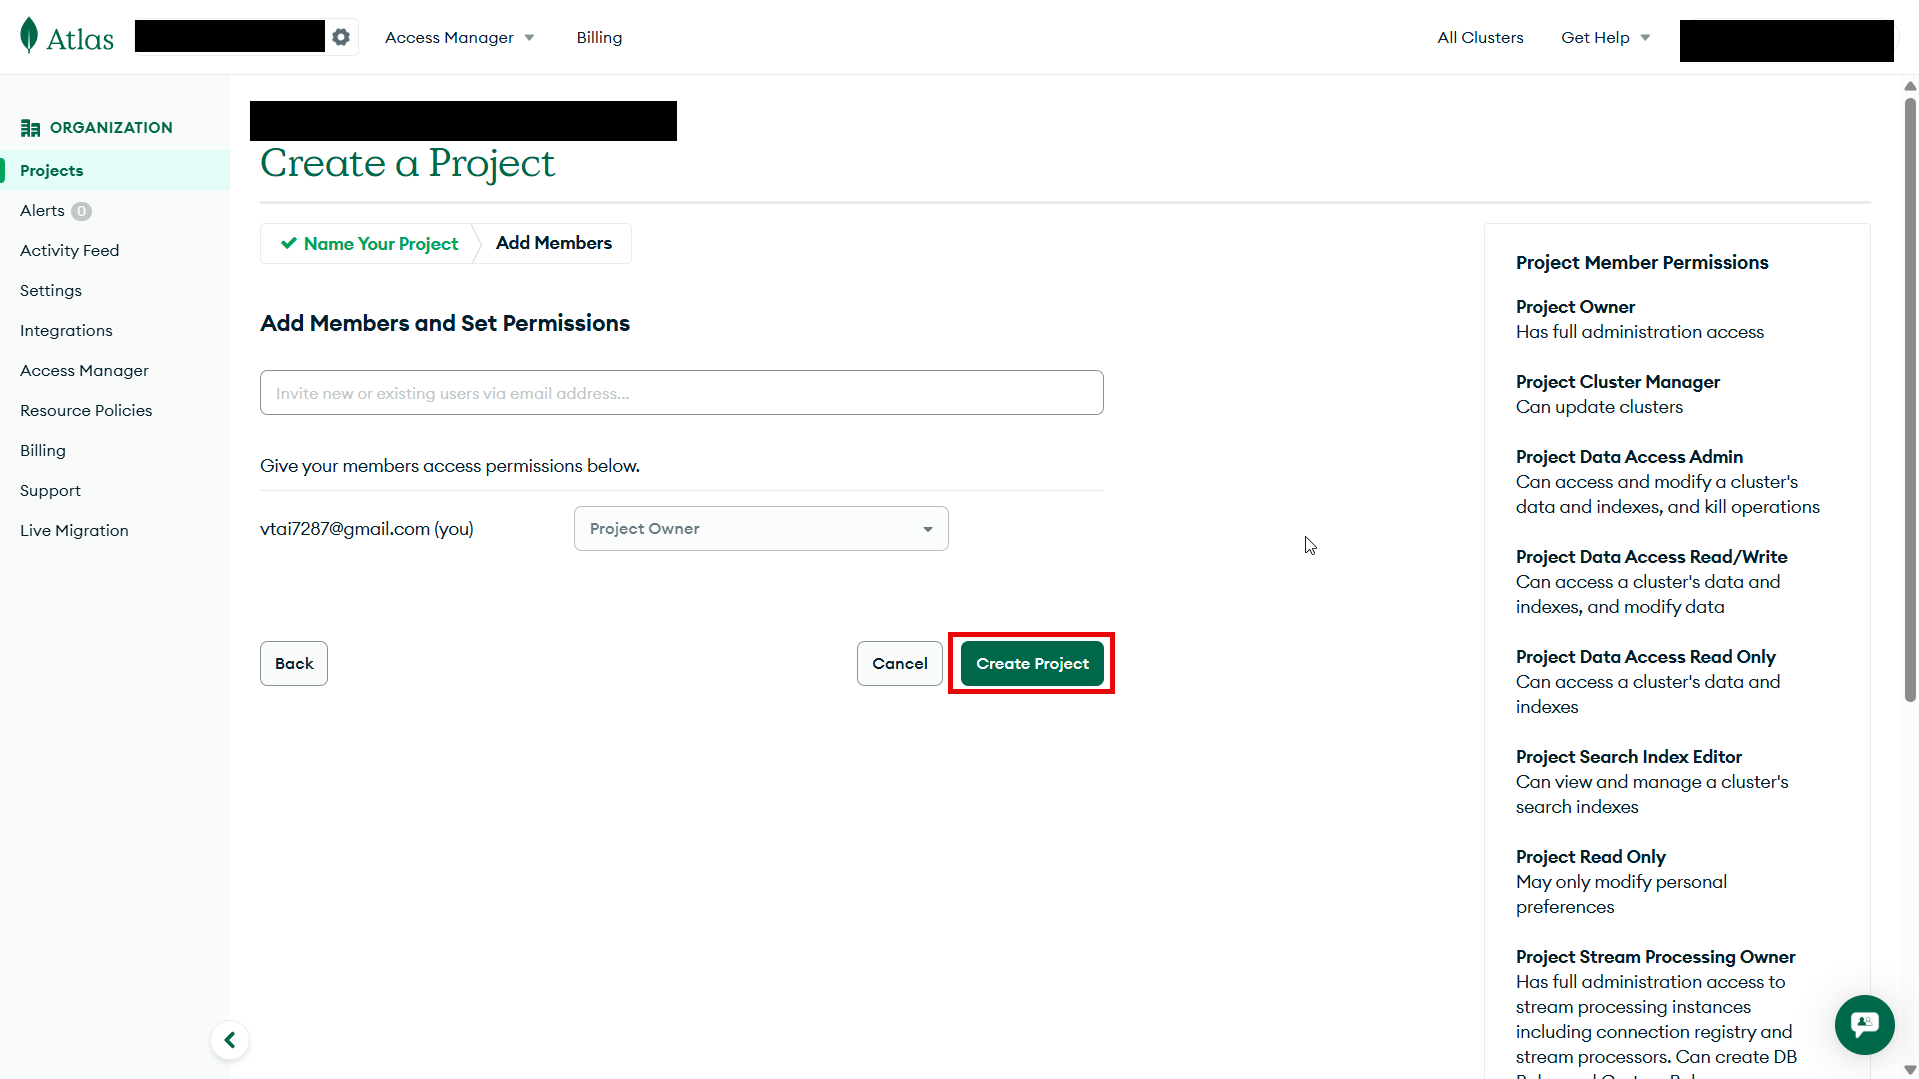 Atlas
Access Manager
Billing
All Clusters
Get Help
ORGANIZATION
Projects
Alerts 0
Activity Feed
Settings
Integrations
Access Manager
Resource Policies
Billing
Support
Live Migration
Create a Project
Name Your Project
Add Members
Add Members and Set Permissions
Invite new or existing users via email address...
Give your members access permissions below.
vtai7287@gmail.com (you)
Project Owner
Back
Cancel
Create Project
Project Member Permissions
Project Owner
Has full administration access
Project Cluster Manager
Can update clusters
Project Data Access Admin
Can access and modify a cluster's
data and indexes, and kill operations
Project Data Access Read/Write
Can access a cluster's data and
indexes, and modify data
Project Data Access Read Only
Can access a cluster's data and
indexes
Project Search Index Editor
Can view and manage a cluster's
search indexes
Project Read Only
May only modify personal
preferences
Project Stream Processing Owner
Has full administration access to
stream processing instances
including connection registry and
stream processors. Can create DB